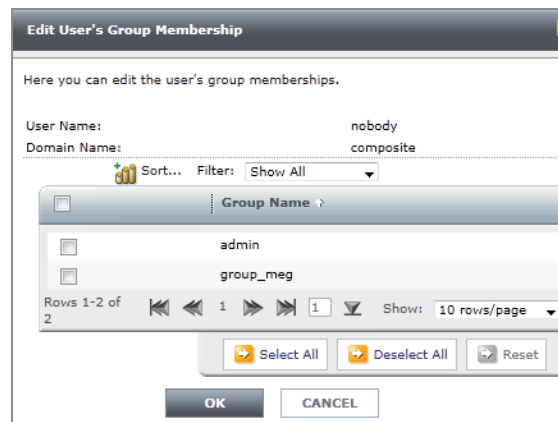 Edit User's Group Membership
Here you can edit the user's group memberships.
User Name: nobody
Domain Name: composite
Sort... Filter: Show All
Group Name
admin
group_meg
Rows 1-2 of 2 1 1 Show: 10 rows/page
Select All Deselect All Reset
OK CANCEL